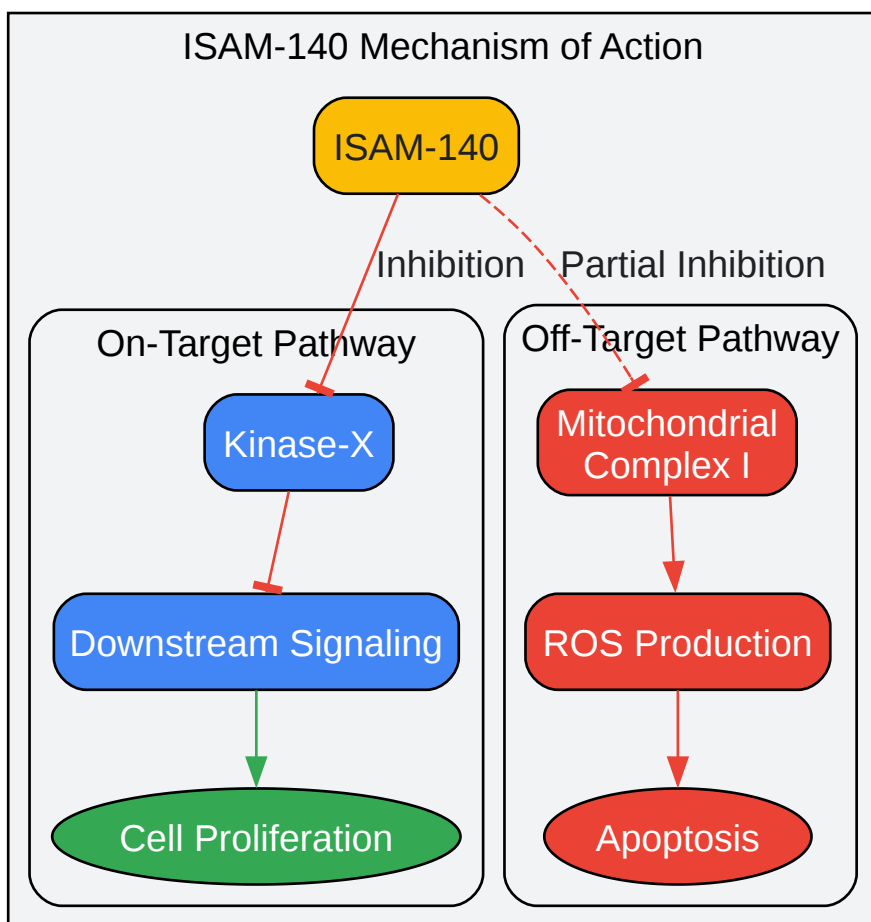 ISAM-140 Mechanism of Action
ISAM-140
Inhibition
Partial Inhibition
On-Target Pathway
Kinase-X
Downstream Signaling
Cell Proliferation
Off-Target Pathway
Mitochondrial
Complex I
ROS Production
Apoptosis